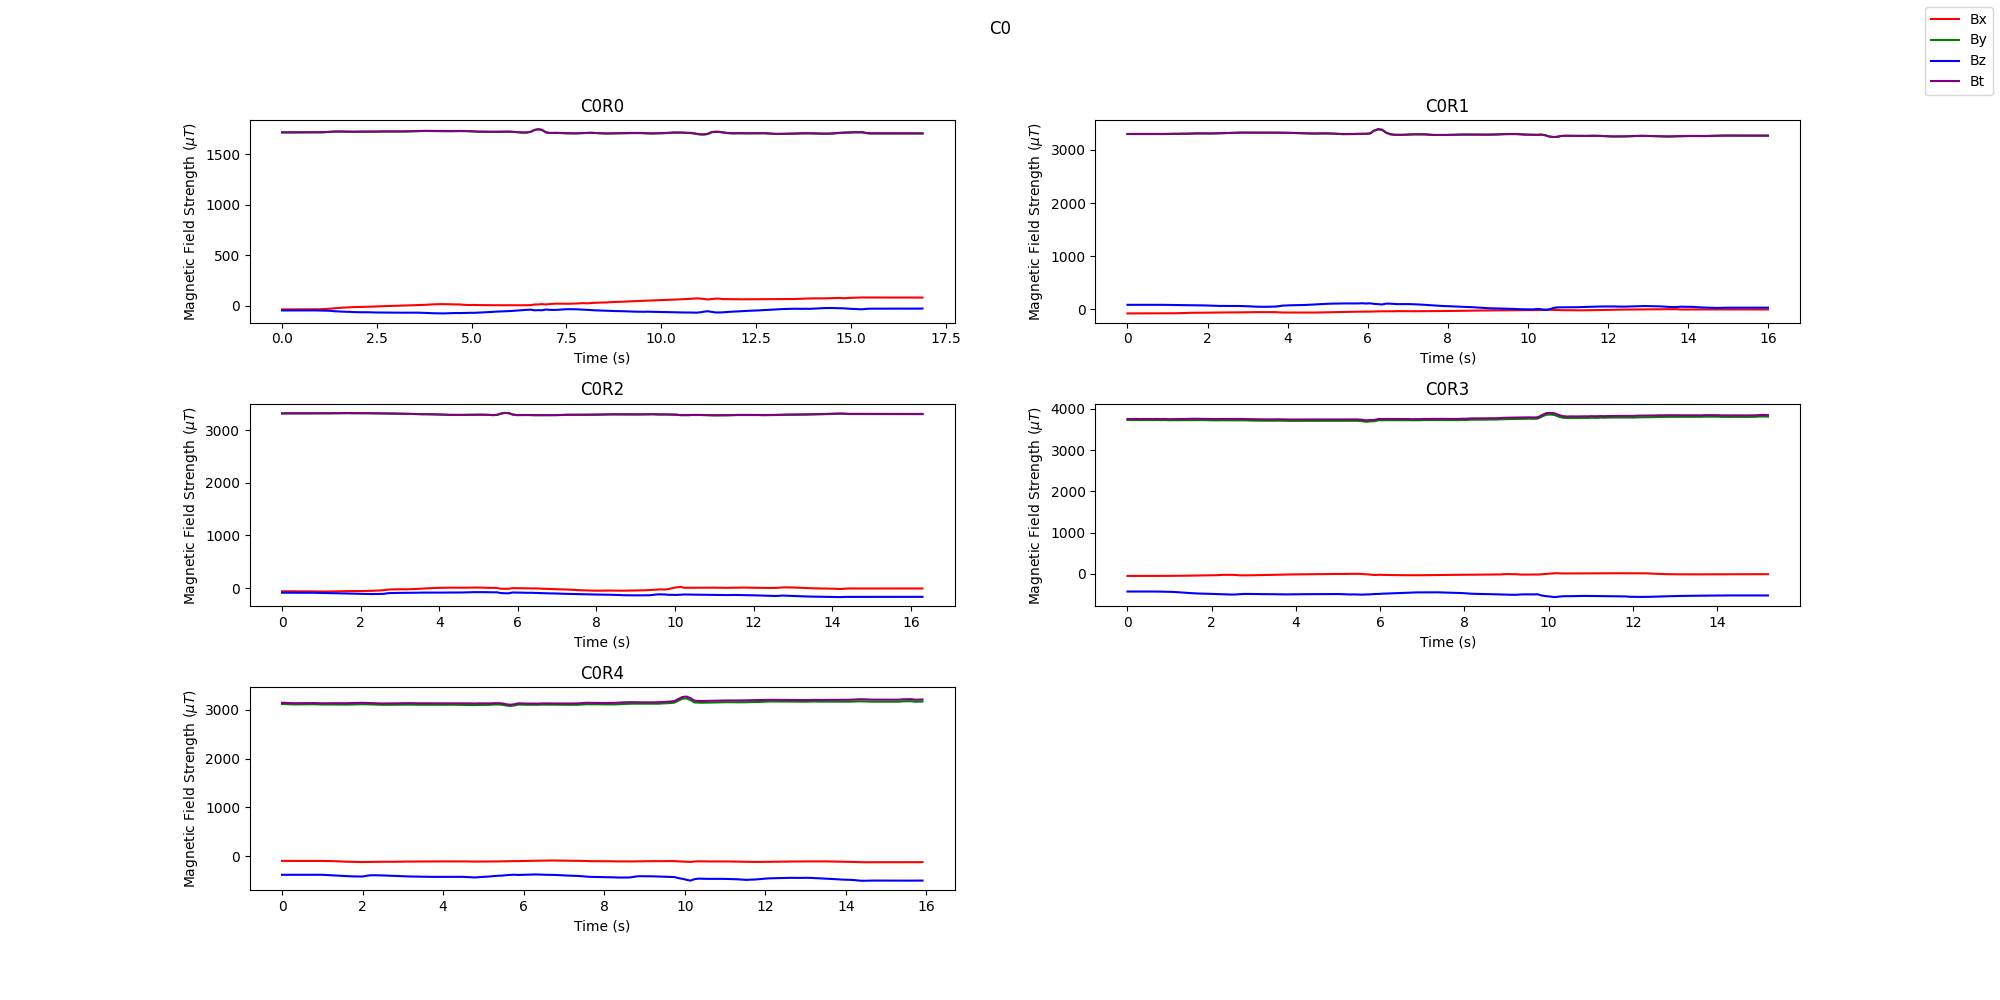 C0
Bx
By
Bz
Bt
C0R0
Magnetic Field Strength (μT)
1500
1000
500
0
0.0 2.5 5.0 7.5 10.0 12.5 15.0 17.5
Time (s)
C0R1
Magnetic Field Strength (μT)
3000
2000
1000
0
0 2 4 6 8 10 12 14 16
Time (s)
C0R2
Magnetic Field Strength (μT)
3000
2000
1000
0
0 2 4 6 8 10 12 14 16
Time (s)
C0R3
Magnetic Field Strength (μT)
4000
3000
2000
1000
0
0 2 4 6 8 10 12 14
Time (s)
C0R4
Magnetic Field Strength (μT)
3000
2000
1000
0
0 2 4 6 8 10 12 14 16
Time (s)